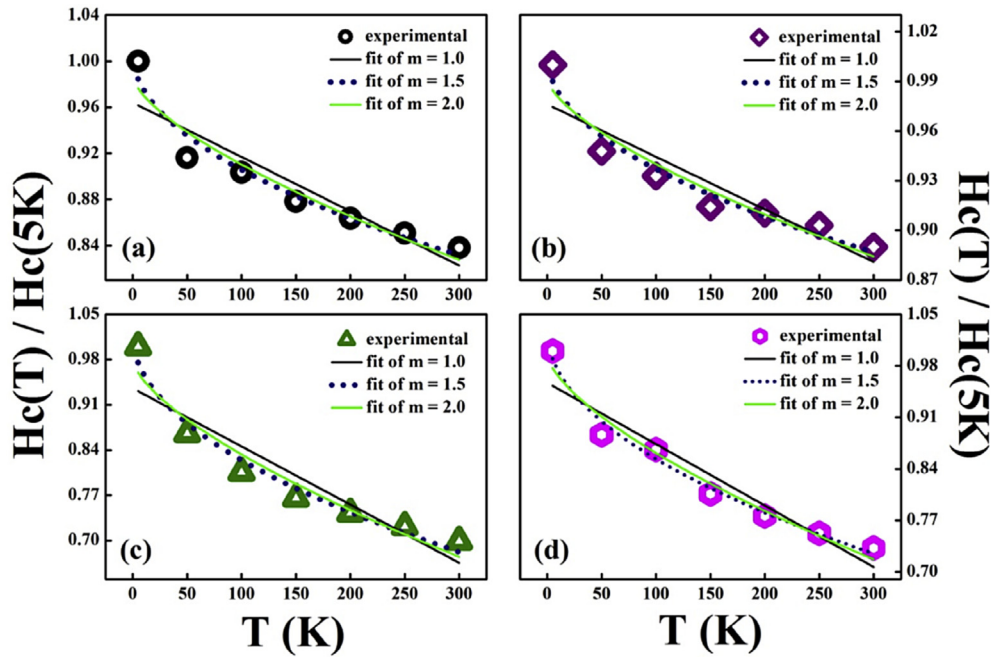 Hc(T) / Hc(5K)
1.04
1.00
0.96
0.92
0.88
0.84
experimental
fit of m = 1.0
fit of m = 1.5
fit of m = 2.0
(a)
0 50 100 150 200 250 300
experimental
fit of m = 1.0
fit of m = 1.5
fit of m = 2.0
(b)
0 50 100 150 200 250 300
1.02
0.99
0.96
0.93
0.90
0.87
1.05
0.98
0.91
0.84
0.77
0.70
experimental
fit of m = 1.0
fit of m = 1.5
fit of m = 2.0
(c)
0 50 100 150 200 250 300
T (K)
experimental
fit of m = 1.0
fit of m = 1.5
fit of m = 2.0
(d)
0 50 100 150 200 250 300
T (K)
1.05
0.98
0.91
0.84
0.77
0.70
Hc(T) / Hc(5K)